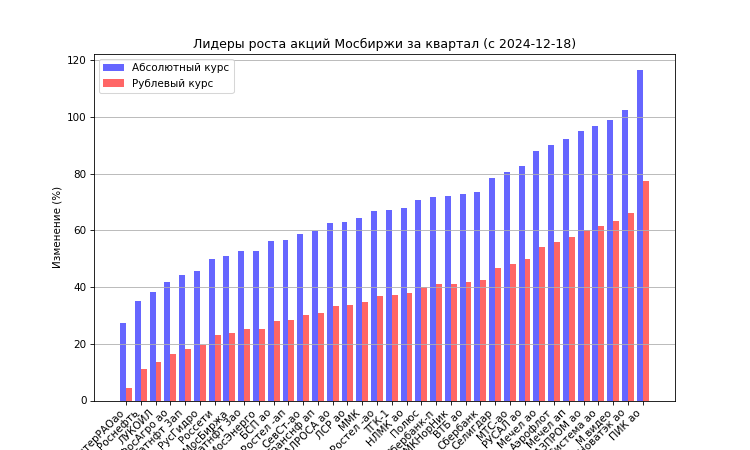 Лидеры роста акций Мосбиржи за квартал (с 2024-12-18)
Абсолютный курс
Рублевый курс
Изменение (%)
120
100
80
60
40
20
0
Роснефть
ЛУКОЙЛ
РусГидро
Россети
МосБиржа
БСП ао
Ростел -ап
СевСт-ао
ЛСР ао
ММК
Ростел -ао
ТГК-1
НЛМК ао
Полюс
ВТБ ао
Сбербанк
Селигдар
МТС-ао
РУСАЛ ао
Мечел ао
Аэрофлот
Мечел ап
М.видео
ПИК ао